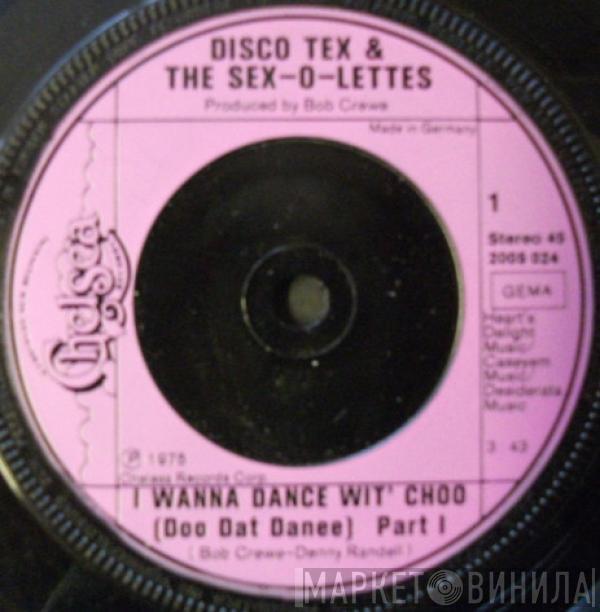 DISCO TEX &
THE SEX-O-LETTES
Produced by Bob Crewe
Made in Germany
Chelsea
1
Stereo 45
2005 024
GEMA
Heart's
Delight
Music/
Caseyem
Music/
Desiderata
Music
3 43
℗ 1975
Chelsea Records Corp.
I WANNA DANCE WIT' CHOO
(Doo Dat Danee) Part I
(Bob Crewe-Denny Randell)
МАРКЕТ ВИНИЛА